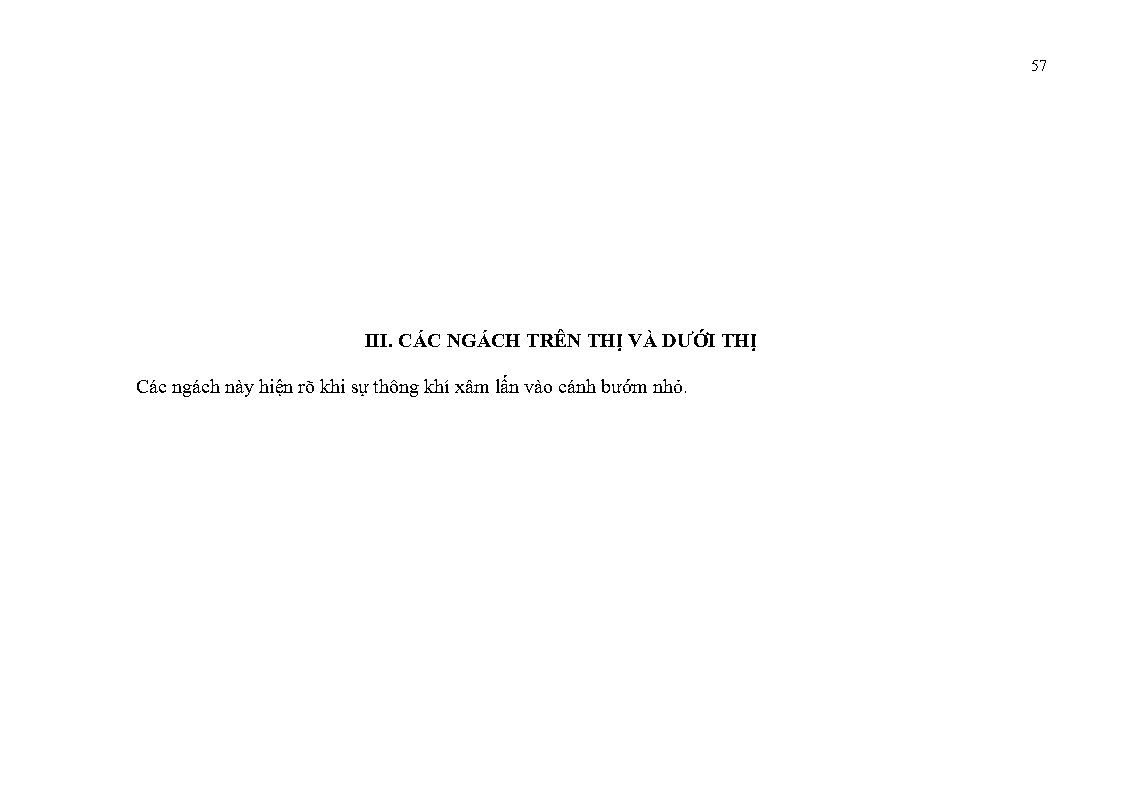 57
III. CÁC NGÁCH TRÊN THỊ VÀ DƯỚI THỊ
Các ngách này hiện rõ khi sự thông khí xâm lấn vào cánh bướm nhỏ.